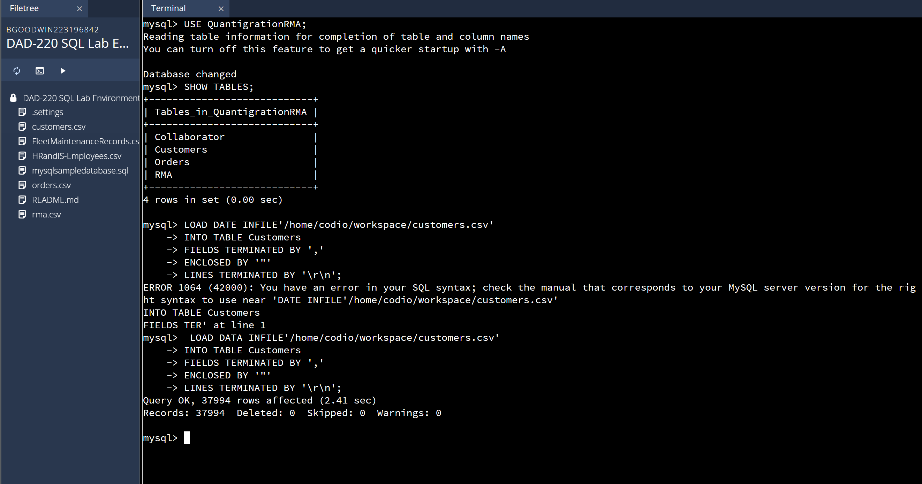 Filetree ×
BGOODWIN223196842
DAD-220 SQL Lab E...
DAD-220 SQL Lab Environment
.settings
customers.csv
FleetMaintenanceRecords.cs
HRandIS-Employees.csv
mysqlsampledatabase.sql
orders.csv
README.md
rma.csv
Terminal ×
mysql> USE QuantigrationRMA;
Reading table information for completion of table and column names
You can turn off this feature to get a quicker startup with -A
Database changed
mysql> SHOW TABLES;
+----------------------------+
| Tables_in_QuantigrationRMA |
+----------------------------+
| Collaborator |
| Customers |
| Orders |
| RMA |
+----------------------------+
4 rows in set (0.00 sec)
mysql> LOAD DATE INFILE'/home/codio/workspace/customers.csv'
-> INTO TABLE Customers
-> FIELDS TERMINATED BY ','
-> ENCLOSED BY '"'
-> LINES TERMINATED BY '\r\n';
ERROR 1064 (42000): You have an error in your SQL syntax; check the manual that corresponds to your MySQL server version for the rig
ht syntax to use near 'DATE INFILE'/home/codio/workspace/customers.csv'
INTO TABLE Customers
FIELDS TER' at line 1
mysql> LOAD DATA INFILE'/home/codio/workspace/customers.csv'
-> INTO TABLE Customers
-> FIELDS TERMINATED BY ','
-> ENCLOSED BY '"'
-> LINES TERMINATED BY '\r\n';
Query OK, 37994 rows affected (2.41 sec)
Records: 37994 Deleted: 0 Skipped: 0 Warnings: 0
mysql>